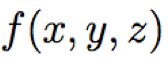 f(x, y, z)